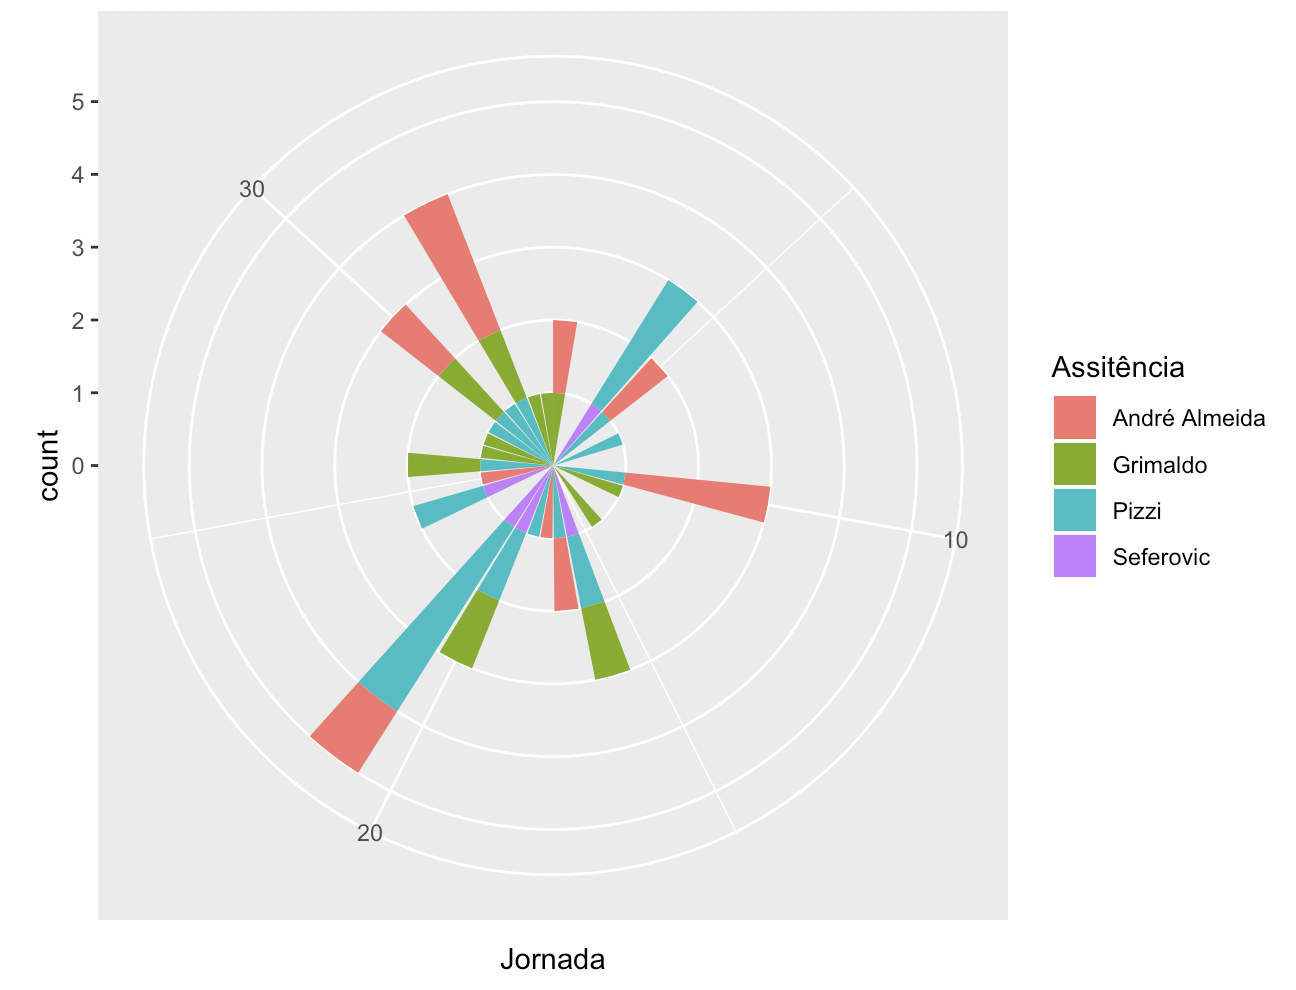 5
4
3
2
1
0
count
30
10
20
Jornada
Assitência
André Almeida
Grimaldo
Pizzi
Seferovic